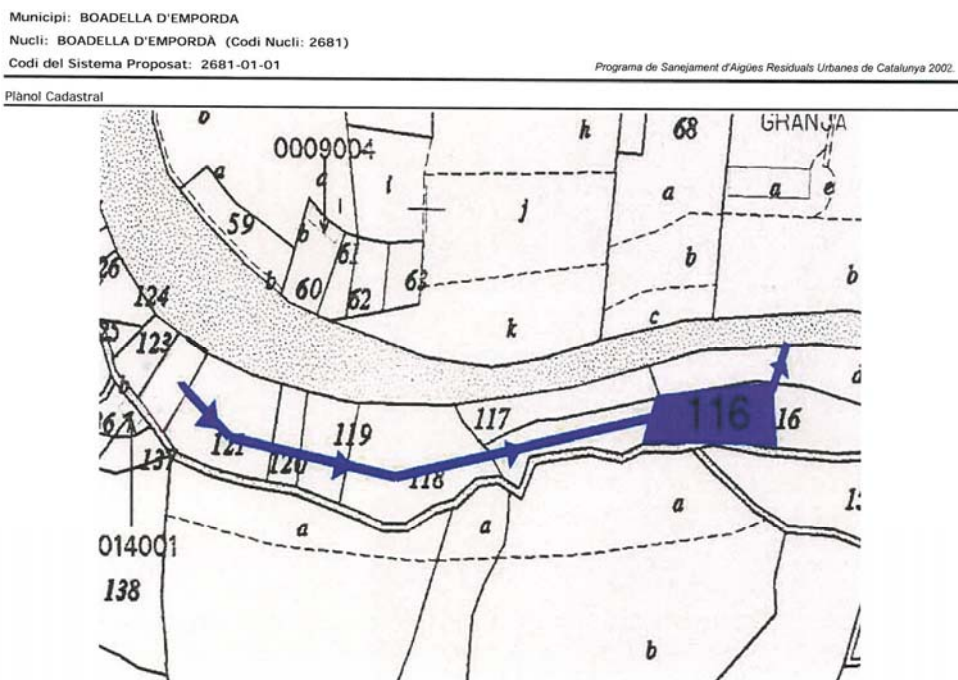 Municipi: BOADELLA D'EMPORDA
Nucli: BOADELLA D'EMPORDÀ (Codi Nucli: 2681)
Codi del Sistema Proposat: 2681-01-01
Programa de Sanejament d'Aigües Residuals Urbanes de Catalunya 2002.
Plànol Cadastral
b h 68 GRANJA
0009004
a a i a a e
59 b 61 j
b 60 62 63 b b
26 124 k c
25 123
b 117 116 16 d
121 119
137 120 118
a a a
014001
138
b